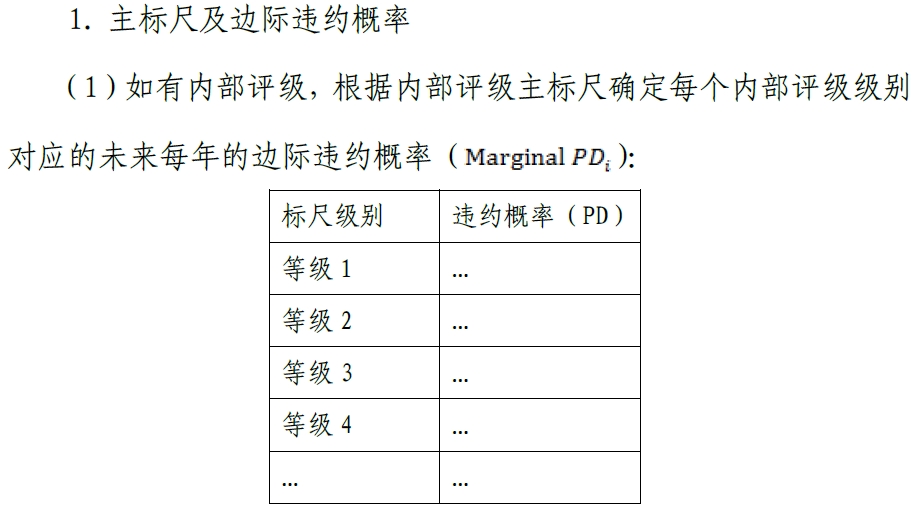 1. 主标尺及边际违约概率
（1）如有内部评级，根据内部评级主标尺确定每个内部评级级别
对应的未来每年的边际违约概率（Marginal PDᵢ）：
标尺级别 违约概率（PD）
等级 1 …
等级 2 …
等级 3 …
等级 4 …
… …